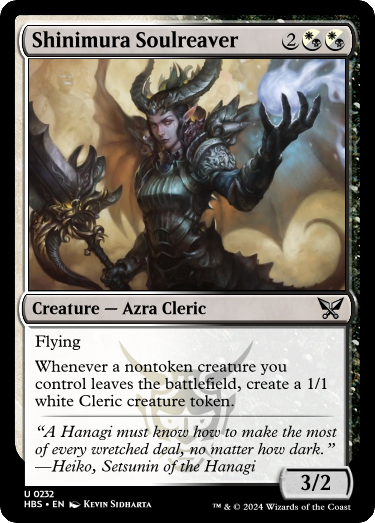 Shinimura Soulreaver 2
Creature — Azra Cleric
Flying
Whenever a nontoken creature you
control leaves the battlefield, create a 1/1
white Cleric creature token.
“A Hanagi must know how to make the most
of every wretched deal, no matter how dark.”
—Heiko, Setsunin of the Hanagi
3/2
U 0232
HBS • EN Kevin Sidharta ™ & © 2024 Wizards of the Coast